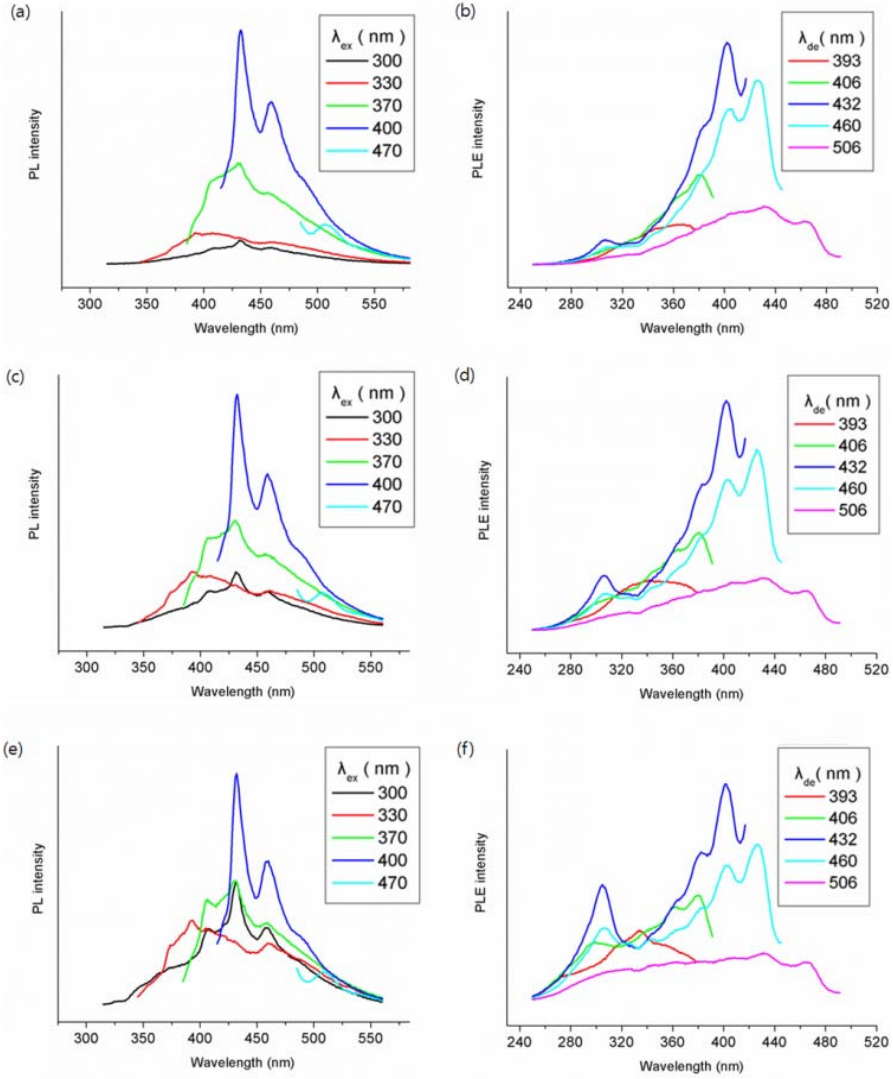 (a)
λex ( nm)
300
330
370
400
470
PL intensity
300 350 400 450 500 550
Wavelength (nm)
(b)
λde( nm)
393
406
432
460
506
PLE intensity
240 280 320 360 400 440 480 520
Wavelength (nm)
(c)
λex ( nm)
300
330
370
400
470
PL intensity
300 350 400 450 500 550
Wavelength (nm)
(d)
λde( nm)
393
406
432
460
506
PLE intensity
240 280 320 360 400 440 480 520
Wavelength (nm)
(e)
λex ( nm)
300
330
370
400
470
PL intensity
300 350 400 450 500 550
Wavelength (nm)
(f)
λde( nm)
393
406
432
460
506
PLE intensity
240 280 320 360 400 440 480 520
Wavelength (nm)